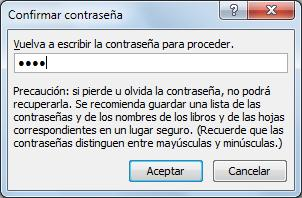 Confirmar contraseña
Vuelva a escribir la contraseña para proceder.
••••
Precaución: si pierde u olvida la contraseña, no podrá
recuperarla. Se recomienda guardar una lista de las
contraseñas y de los nombres de los libros y de las hojas
correspondientes en un lugar seguro. (Recuerde que las
contraseñas distinguen entre mayúsculas y minúsculas.)
Aceptar
Cancelar